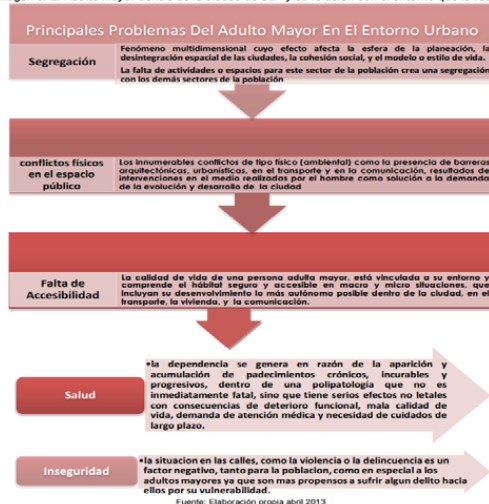 Principales Problemas Del Adulto Mayor En El Entorno Urbano
Segregación
Fenómeno multidimensional cuyo efecto afecta la esfera de la planeación, la
desintegración espacial de las ciudades, la cohesión social, y el modelo o estilo de vida.
La falta de actividades o espacios para este sector de la población crea una segregación
con los demás sectores de la población
conflictos físicos
en el espacio
público
Los innumerables conflictos de tipo físico (ambiental) como la presencia de barreras
arquitectónicas, urbanísticas, en el transporte y en la comunicación, resultados de
intervenciones en el medio realizadas por el hombre como solución a la demanda
de la evolución y desarrollo de la ciudad
Falta de
Accesibilidad
La calidad de vida de una persona adulta mayor, está vinculada a su entorno y
comprende el hábitat seguro y accesible en macro y micro situaciones, que
incluyan su desenvolvimiento lo más autónomo posible dentro de la ciudad, en el
transporte, la vivienda, y la comunicación.
Salud
•la dependencia se genera en razón de la aparición y
acumulación de padecimientos crónicos, incurables y
progresivos, dentro de una polipatología que no es
inmediatamente fatal, sino que tiene serios efectos no letales
con consecuencias de deterioro funcional, mala calidad de
vida, demanda de atención médica y necesidad de cuidados de
largo plazo.
Inseguridad
•la situacion en las calles, como la violencia o la delincuencia es un
factor negativo, tanto para la poblacion, como en especial a los
adultos mayores ya que son mas propensos a sufrir algun delito hacia
ellos por su vulnerabilidad.
Fuente: Elaboración propia abril 2013